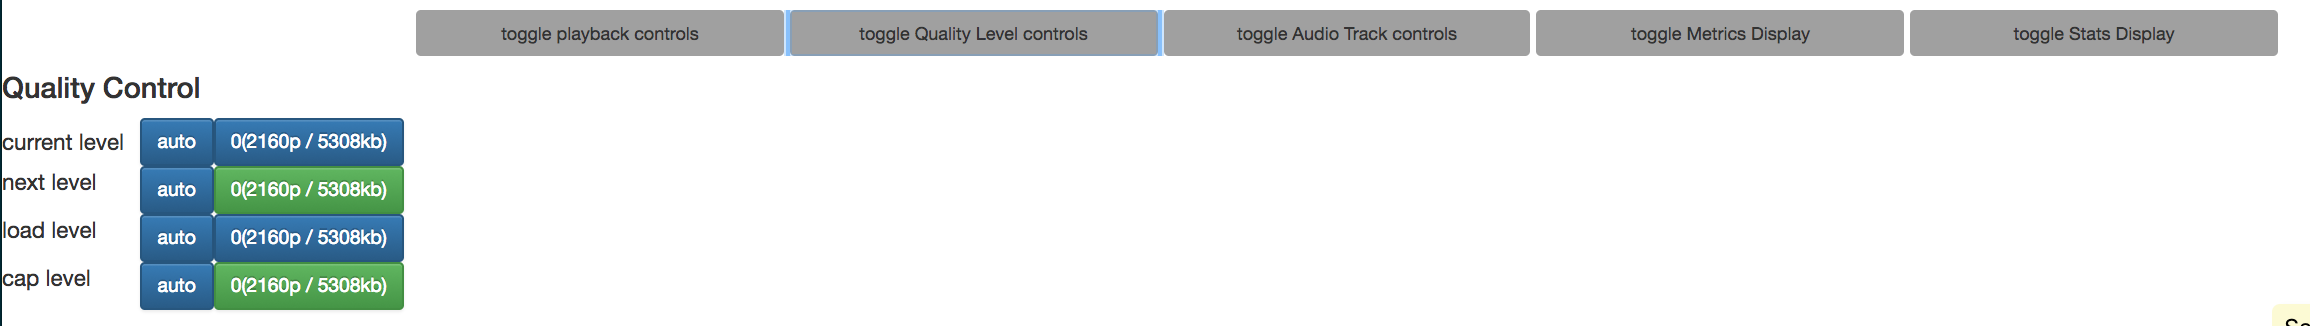 toggle playback controls toggle Quality Level controls toggle Audio Track controls toggle Metrics Display toggle Stats Display
Quality Control
current level auto 0(2160p / 5308kb)
next level auto 0(2160p / 5308kb)
load level auto 0(2160p / 5308kb)
cap level auto 0(2160p / 5308kb)